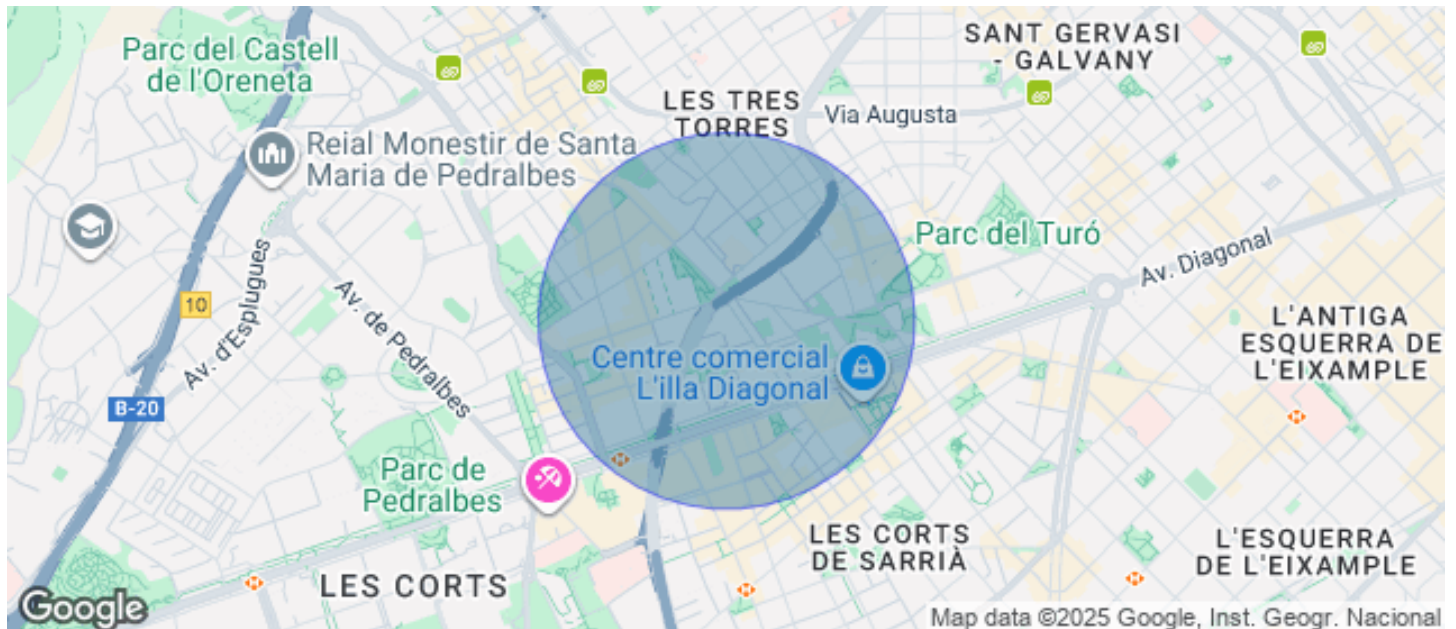 Parc del Castell
de l'Oreneta
SANT GERVASI
- GALVANY
LES TRES
TORRES
Via Augusta
Reial Monestir de Santa
Maria de Pedralbes
Parc del Turó
Av. Diagonal
10
Av. d'Esplugues
Av. de Pedralbes
L'ANTIGA
ESQUERRA DE
L'EIXAMPLE
Centre comercial
L'illa Diagonal
B-20
Parc de
Pedralbes
LES CORTS
DE SARRIÀ
L'ESQUERRA
DE L'EIXAMPLE
LES CORTS
Google
Map data ©2025 Google, Inst. Geogr. Nacional